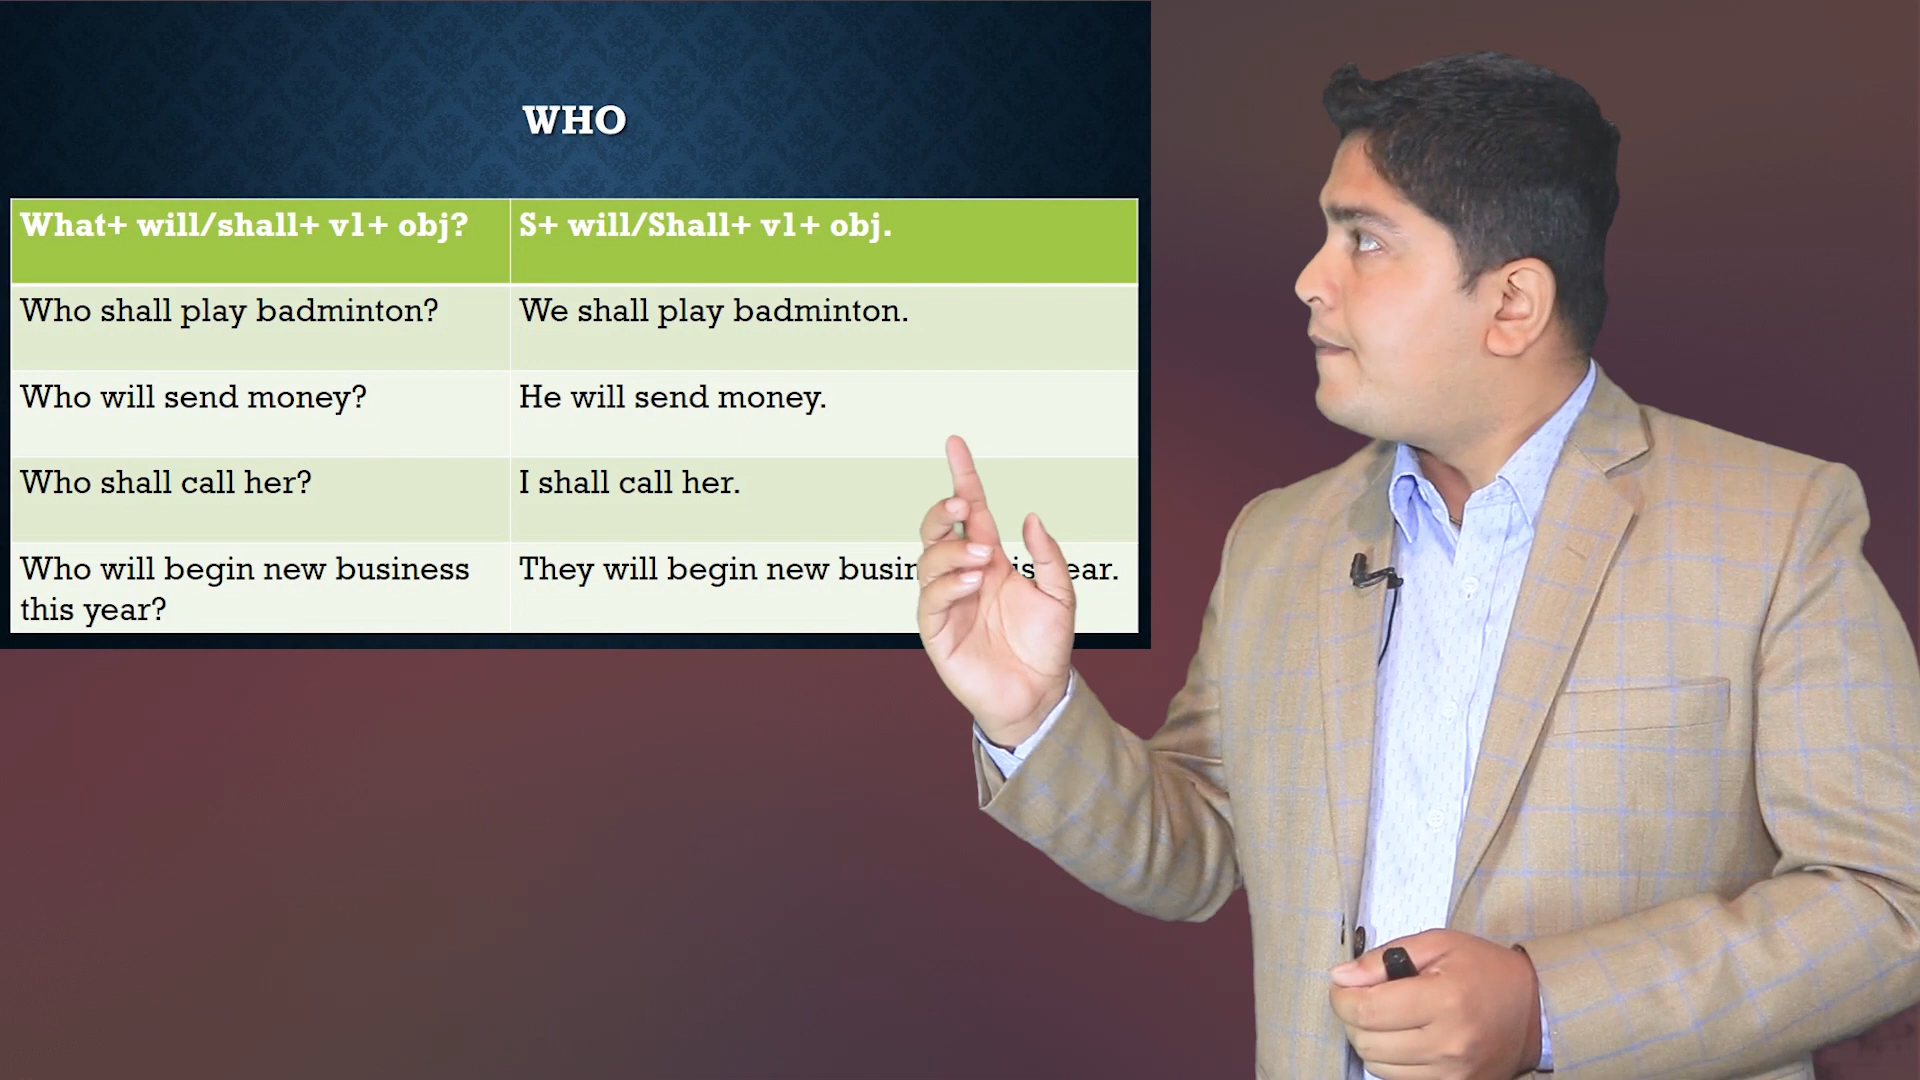 WHO
What+ will/shall+ v1+ obj? S+ will/Shall+ v1+ obj.
Who shall play badminton? We shall play badminton.
Who will send money? He will send money.
Who shall call her? I shall call her.
Who will begin new business They will begin new
this year?